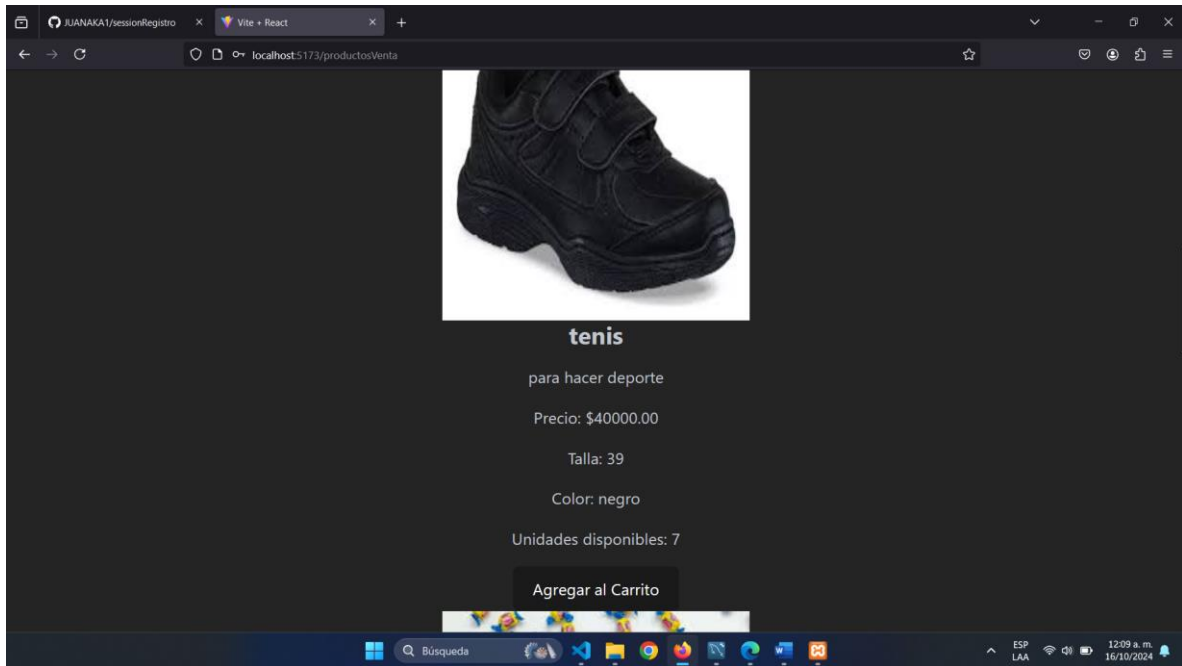 JUANAKA1/sessionRegistro
Vite + React
localhost:5173/productosVenta
tenis
para hacer deporte
Precio: $40000.00
Talla: 39
Color: negro
Unidades disponibles: 7
Agregar al Carrito
Búsqueda
ESP
LAA
12:09 a. m.
16/10/2024